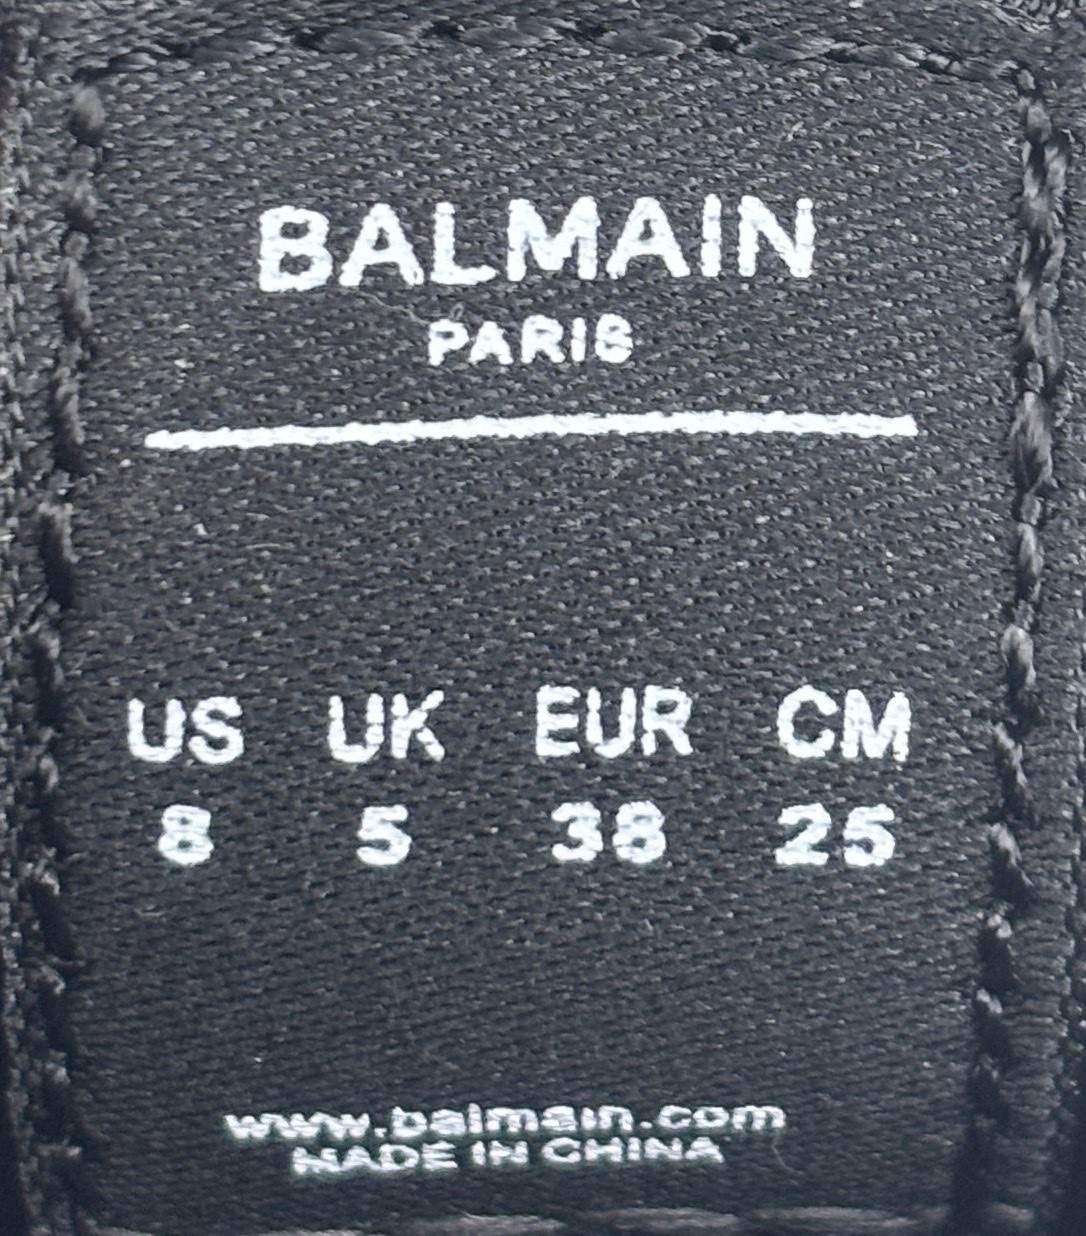 BALMAIN
PARIS
US UK EUR CM
8 5 38 25
www.balmain.com
MADE IN CHINA